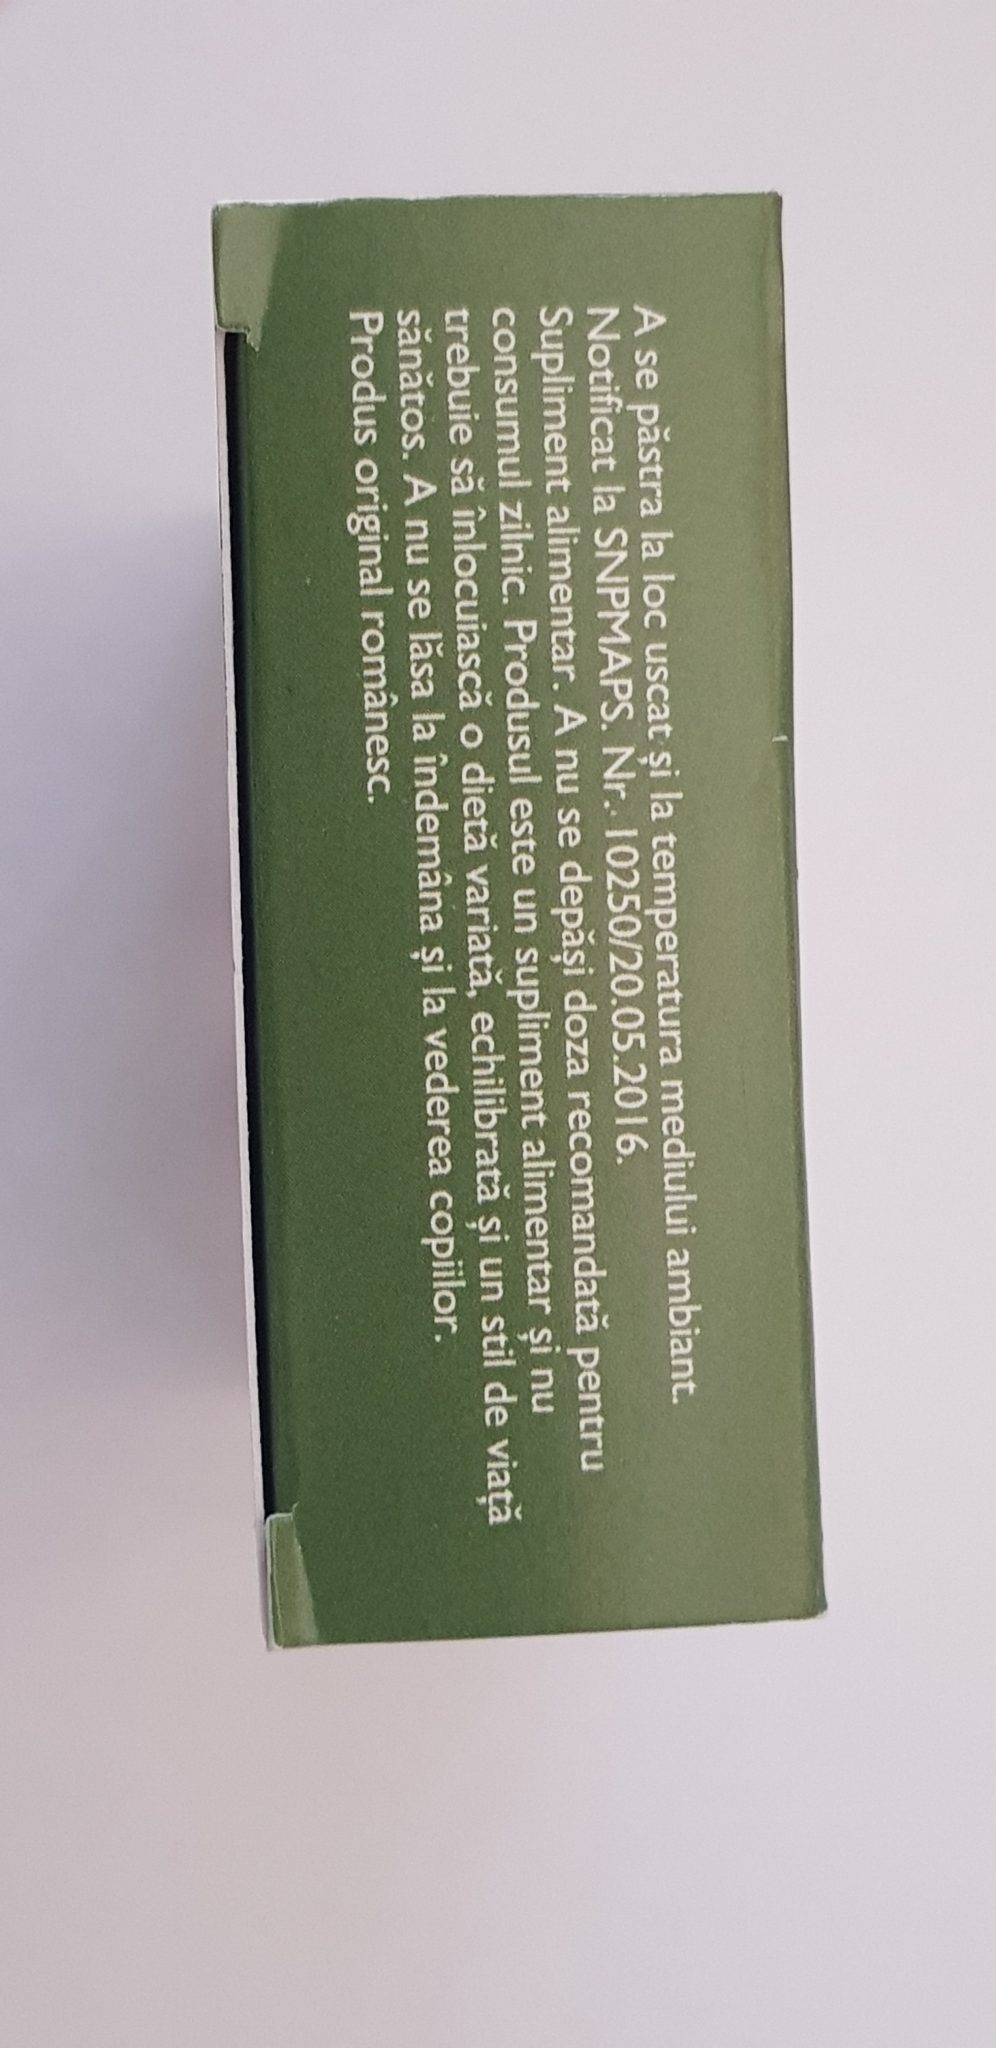 A se păstra la loc uscat și la temperatura mediului ambiant.
Notificat la SNPMAPS. Nr.: 10250/20.05.2016.
Supliment alimentar. A nu se depăși doza recomandată pentru
consumul zilnic. Produsul este un supliment alimentar și nu
trebuie să înlocuiască o dietă variată, echilibrată și un stil de viață
sănătos. A nu se lăsa la îndemâna și la vederea copiilor.
Produs original românesc.